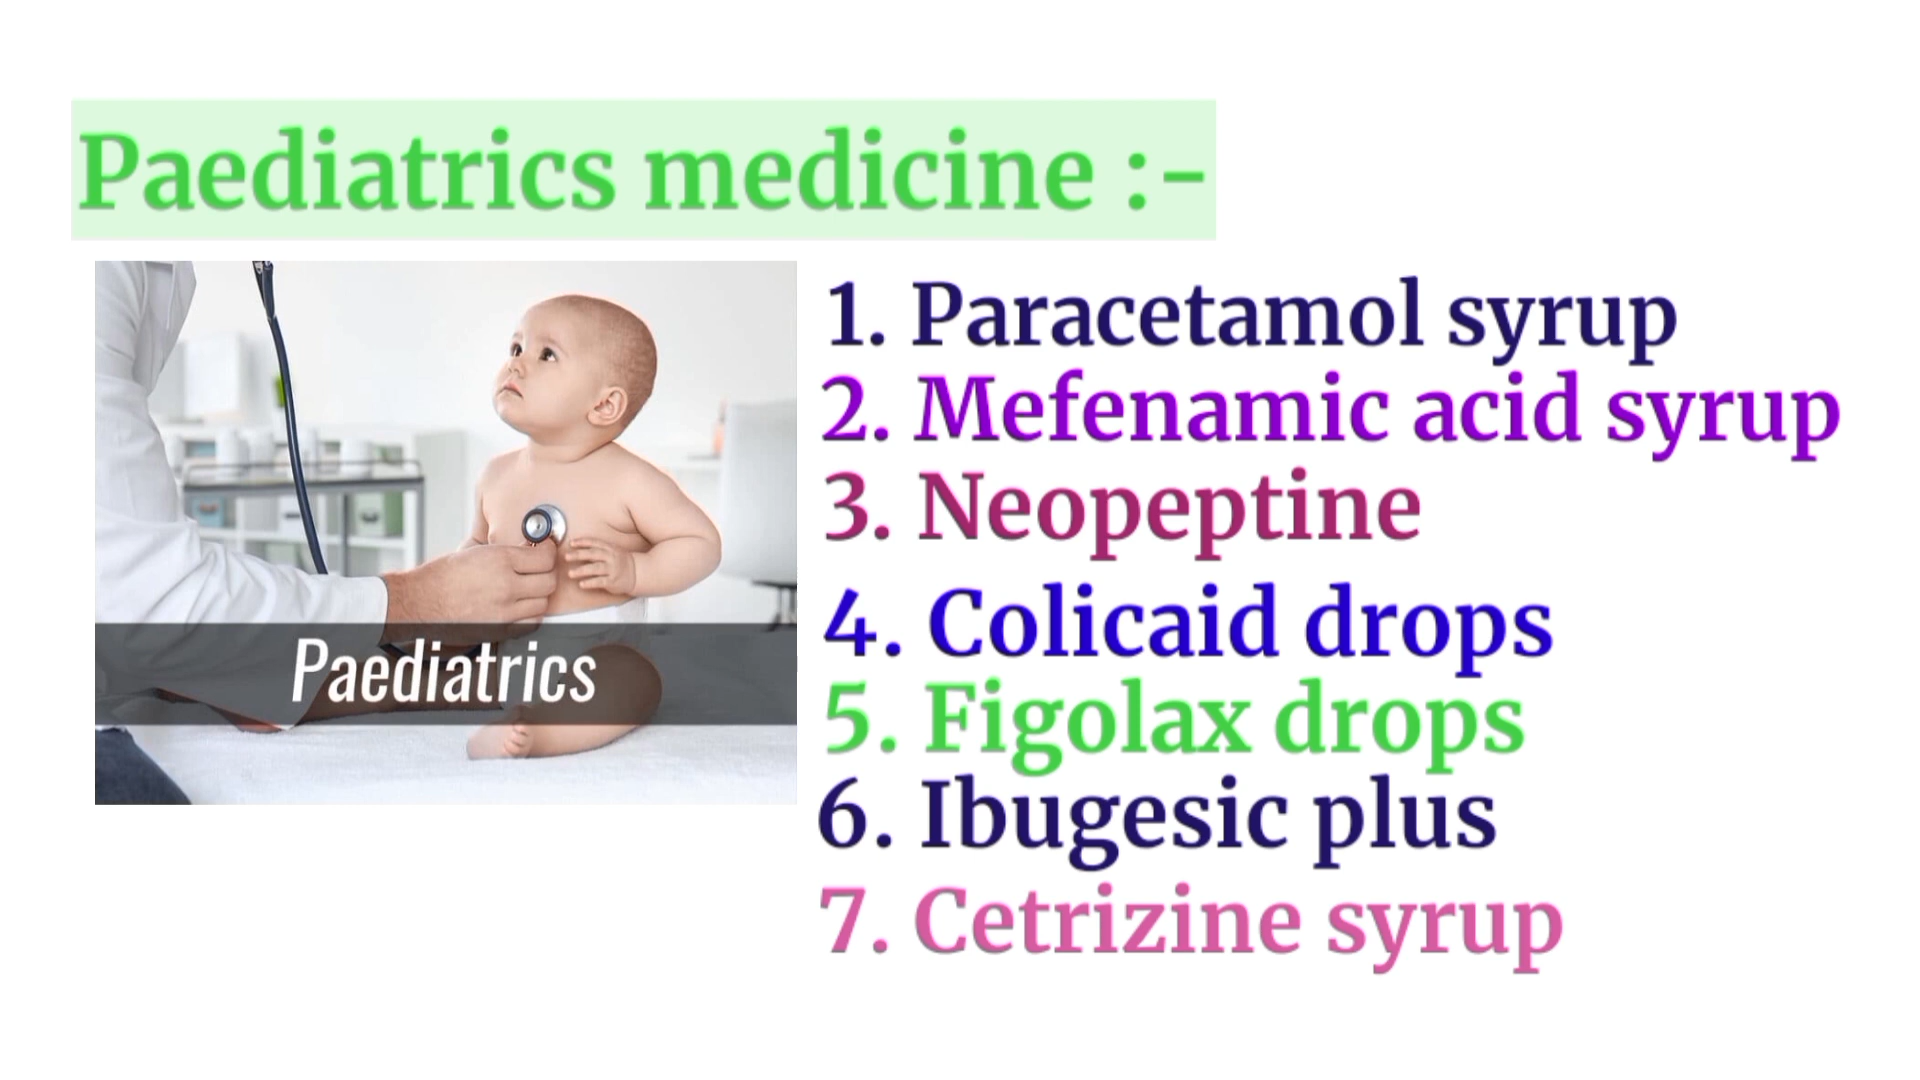 Paediatrics medicine :-
Paediatrics
1. Paracetamol syrup
2. Mefenamic acid syrup
3. Neopeptine
4. Colicaid drops
5. Figolax drops
6. Ibugesic plus
7. Cetrizine syrup